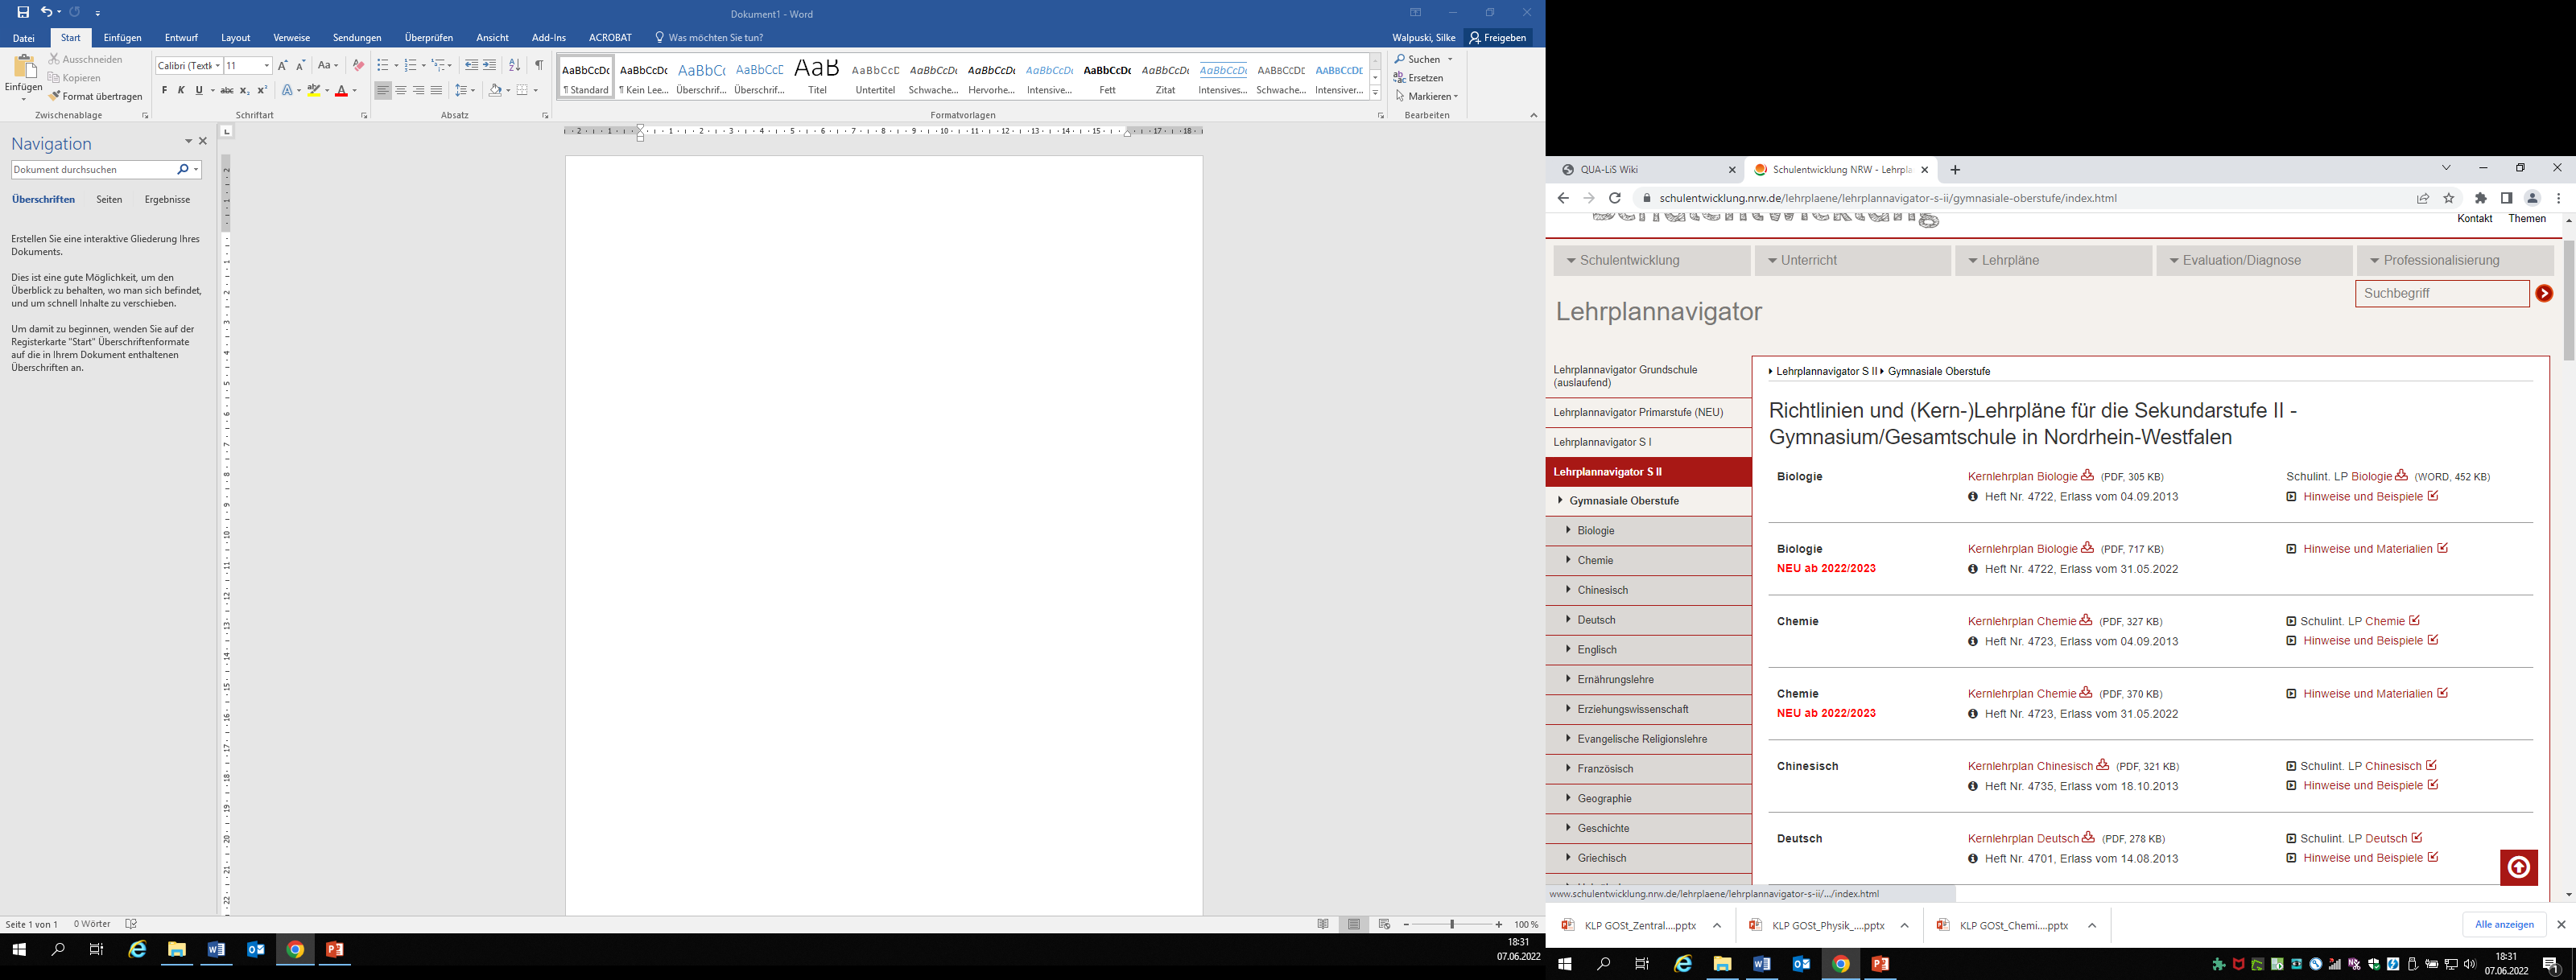 Dokument1 - Word
Datei Start Einfügen Entwurf Layout Verweise Sendungen Überprüfen Ansicht Add-Ins ACROBAT Was möchten Sie tun? Walpuski, Silke Freigeben
Einfügen
Ausschneiden
Kopieren
Format übertragen
Zwischenablage
Calibri (Textk 11
Schriftart
Absatz
¶ Standard ¶ Kein Lee... Überschrif... Überschrif... Titel Untertitel Schwache... Hervorhe... Intensive... Fett Zitat Intensives... Schwache... Intensiver...
Formatvorlagen
Suchen
Ersetzen
Markieren
Bearbeiten
Navigation
Dokument durchsuchen
Überschriften Seiten Ergebnisse
Erstellen Sie eine interaktive Gliederung Ihres
Dokuments.
Dies ist eine gute Möglichkeit, um den
Überblick zu behalten, wo man sich befindet,
und um schnell Inhalte zu verschieben.
Um damit zu beginnen, wenden Sie auf der
Registerkarte "Start" Überschriftenformate
auf die in Ihrem Dokument enthaltenen
Überschriften an.
Seite 1 von 1 0 Wörter 100 %
18:31
07.06.2022
QUA-LiS Wiki
Schulentwicklung NRW - Lehrpla
schulentwicklung.nrw.de/lehrplaene/lehrplannavigator-s-ii/gymnasiale-oberstufe/index.html
Kontakt Themen
Schulentwicklung Unterricht Lehrpläne Evaluation/Diagnose Professionalisierung
Suchbegriff
Lehrplannavigator
Lehrplannavigator Grundschule
(auslaufend)
Lehrplannavigator Primarstufe (NEU)
Lehrplannavigator S I
Lehrplannavigator S II
Gymnasiale Oberstufe
Biologie
Chemie
Chinesisch
Deutsch
Englisch
Ernährungslehre
Erziehungswissenschaft
Evangelische Religionslehre
Französisch
Geographie
Geschichte
Griechisch
Lehrplannavigator S II Gymnasiale Oberstufe
Richtlinien und (Kern-)Lehrpläne für die Sekundarstufe II -
Gymnasium/Gesamtschule in Nordrhein-Westfalen
Biologie Kernlehrplan Biologie (PDF, 305 KB) Schulint. LP Biologie (WORD, 452 KB)
Heft Nr. 4722, Erlass vom 04.09.2013 Hinweise und Beispiele
Biologie Kernlehrplan Biologie (PDF, 717 KB) Hinweise und Materialien
NEU ab 2022/2023 Heft Nr. 4722, Erlass vom 31.05.2022
Chemie Kernlehrplan Chemie (PDF, 327 KB) Schulint. LP Chemie
Heft Nr. 4723, Erlass vom 04.09.2013 Hinweise und Beispiele
Chemie Kernlehrplan Chemie (PDF, 370 KB) Hinweise und Materialien
NEU ab 2022/2023 Heft Nr. 4723, Erlass vom 31.05.2022
Chinesisch Kernlehrplan Chinesisch (PDF, 321 KB) Schulint. LP Chinesisch
Heft Nr. 4735, Erlass vom 18.10.2013 Hinweise und Beispiele
Deutsch Kernlehrplan Deutsch (PDF, 278 KB) Schulint. LP Deutsch
Heft Nr. 4701, Erlass vom 14.08.2013 Hinweise und Beispiele
www.schulentwicklung.nrw.de/lehrplaene/lehrplannavigator-s-ii/.../index.html
KLP GOSt_Zentral....pptx KLP GOSt_Physik_....pptx KLP GOSt_Chemi....pptx Alle anzeigen
18:31
07.06.2022